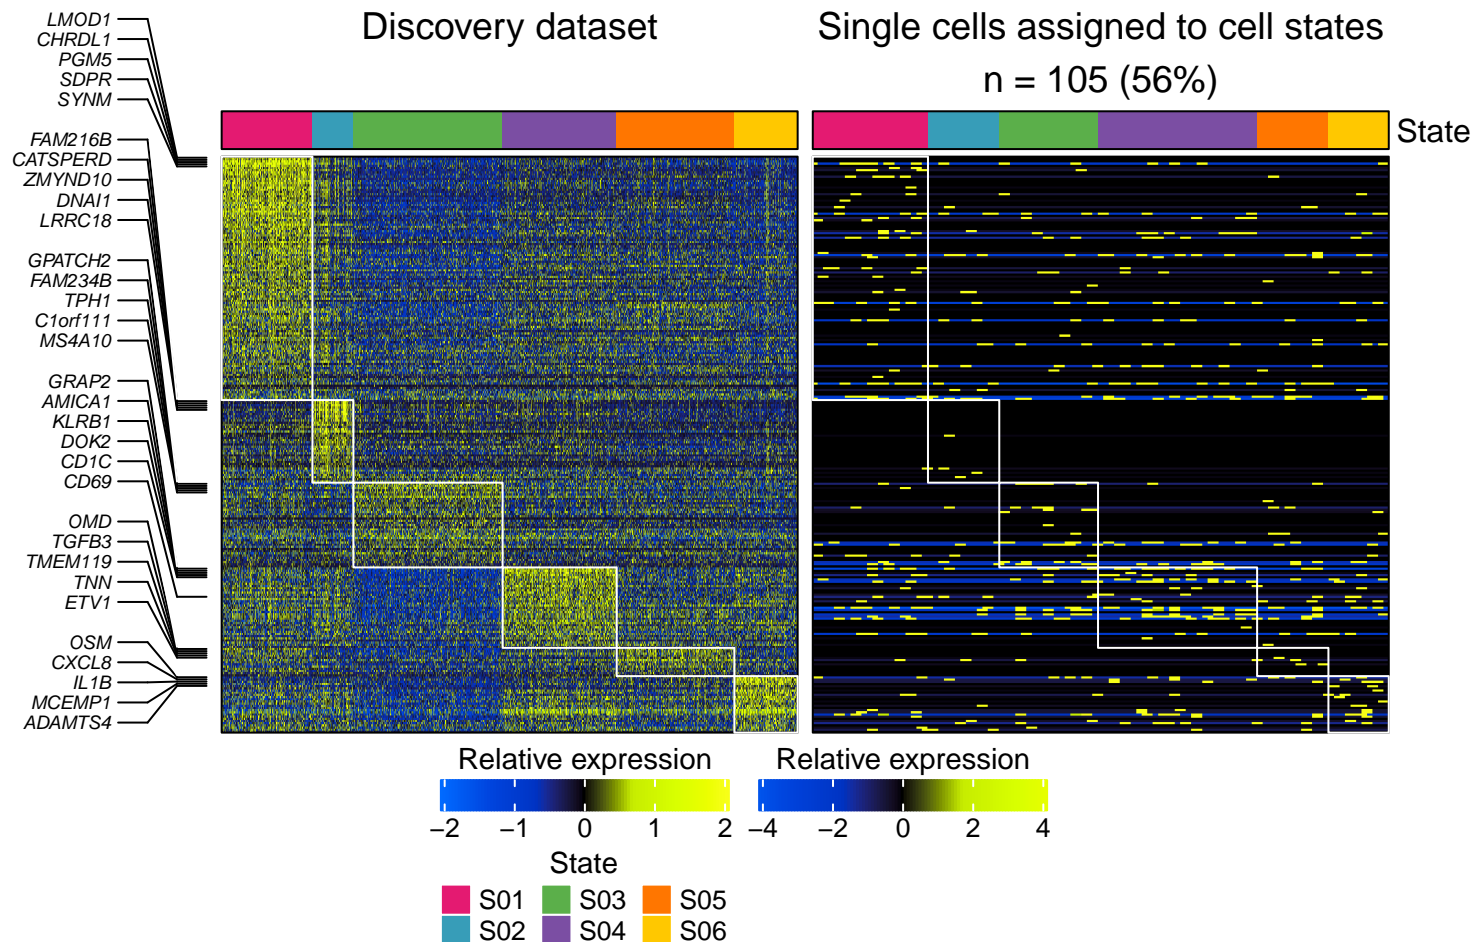 Discovery dataset
Single cells assigned to cell states
n = 105 (56%)
State
LMOD1
CHRDL1
PGM5
SDPR
SYNM
FAM216B
CATSPERD
ZMYND10
DNAI1
LRRC18
GPATCH2
FAM234B
TPH1
C1orf111
MS4A10
GRAP2
AMICA1
KLRB1
DOK2
CD1C
CD69
OMD
TGFB3
TMEM119
TNN
ETV1
OSM
CXCL8
IL1B
MCEMP1
ADAMTS4
Relative expression
−2 −1 0 1 2
Relative expression
−4 −2 0 2 4
State
S01 S03 S05
S02 S04 S06